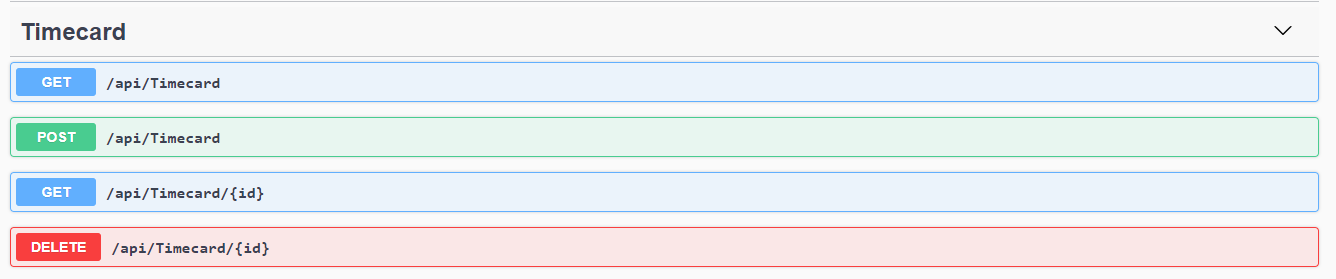 Timecard
GET /api/Timecard
POST /api/Timecard
GET /api/Timecard/{id}
DELETE /api/Timecard/{id}